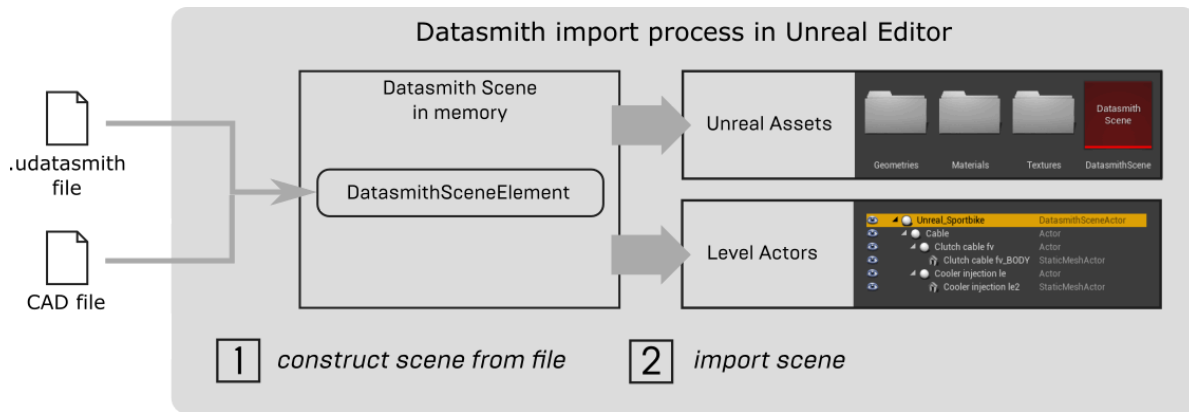 Datasmith import process in Unreal Editor
.udatasmith
file
CAD file
Datasmith Scene
in memory
DatasmithSceneElement
Unreal Assets
Datasmith
Scene
Geometries Materials Textures DatasmithScene
Level Actors
Unreal_Sportbike DatasmithSceneActor
Cable Actor
Clutch cable fv Actor
Clutch cable fv_BODY StaticMeshActor
Cooler injection le Actor
Cooler injection le2 StaticMeshActor
1 construct scene from file
2 import scene